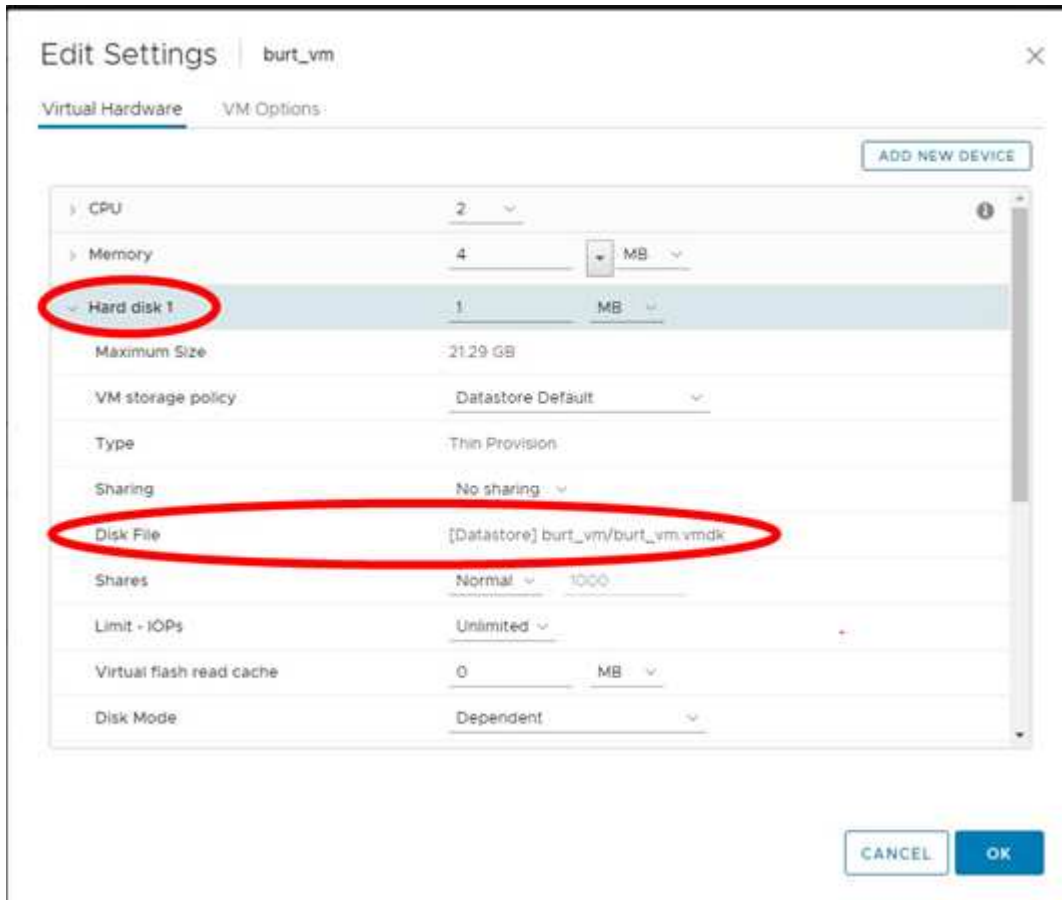 Edit Settings burt_vm
Virtual Hardware VM Options
ADD NEW DEVICE
CPU 2
Memory 4 MB
Hard disk 1 1 MB
Maximum Size 21.29 GB
VM storage policy Datastore Default
Type Thin Provision
Sharing No sharing
Disk File [Datastore] burt_vm/burt_vm.vmdk
Shares Normal 1000
Limit - IOPs Unlimited
Virtual flash read cache 0 MB
Disk Mode Dependent
CANCEL OK